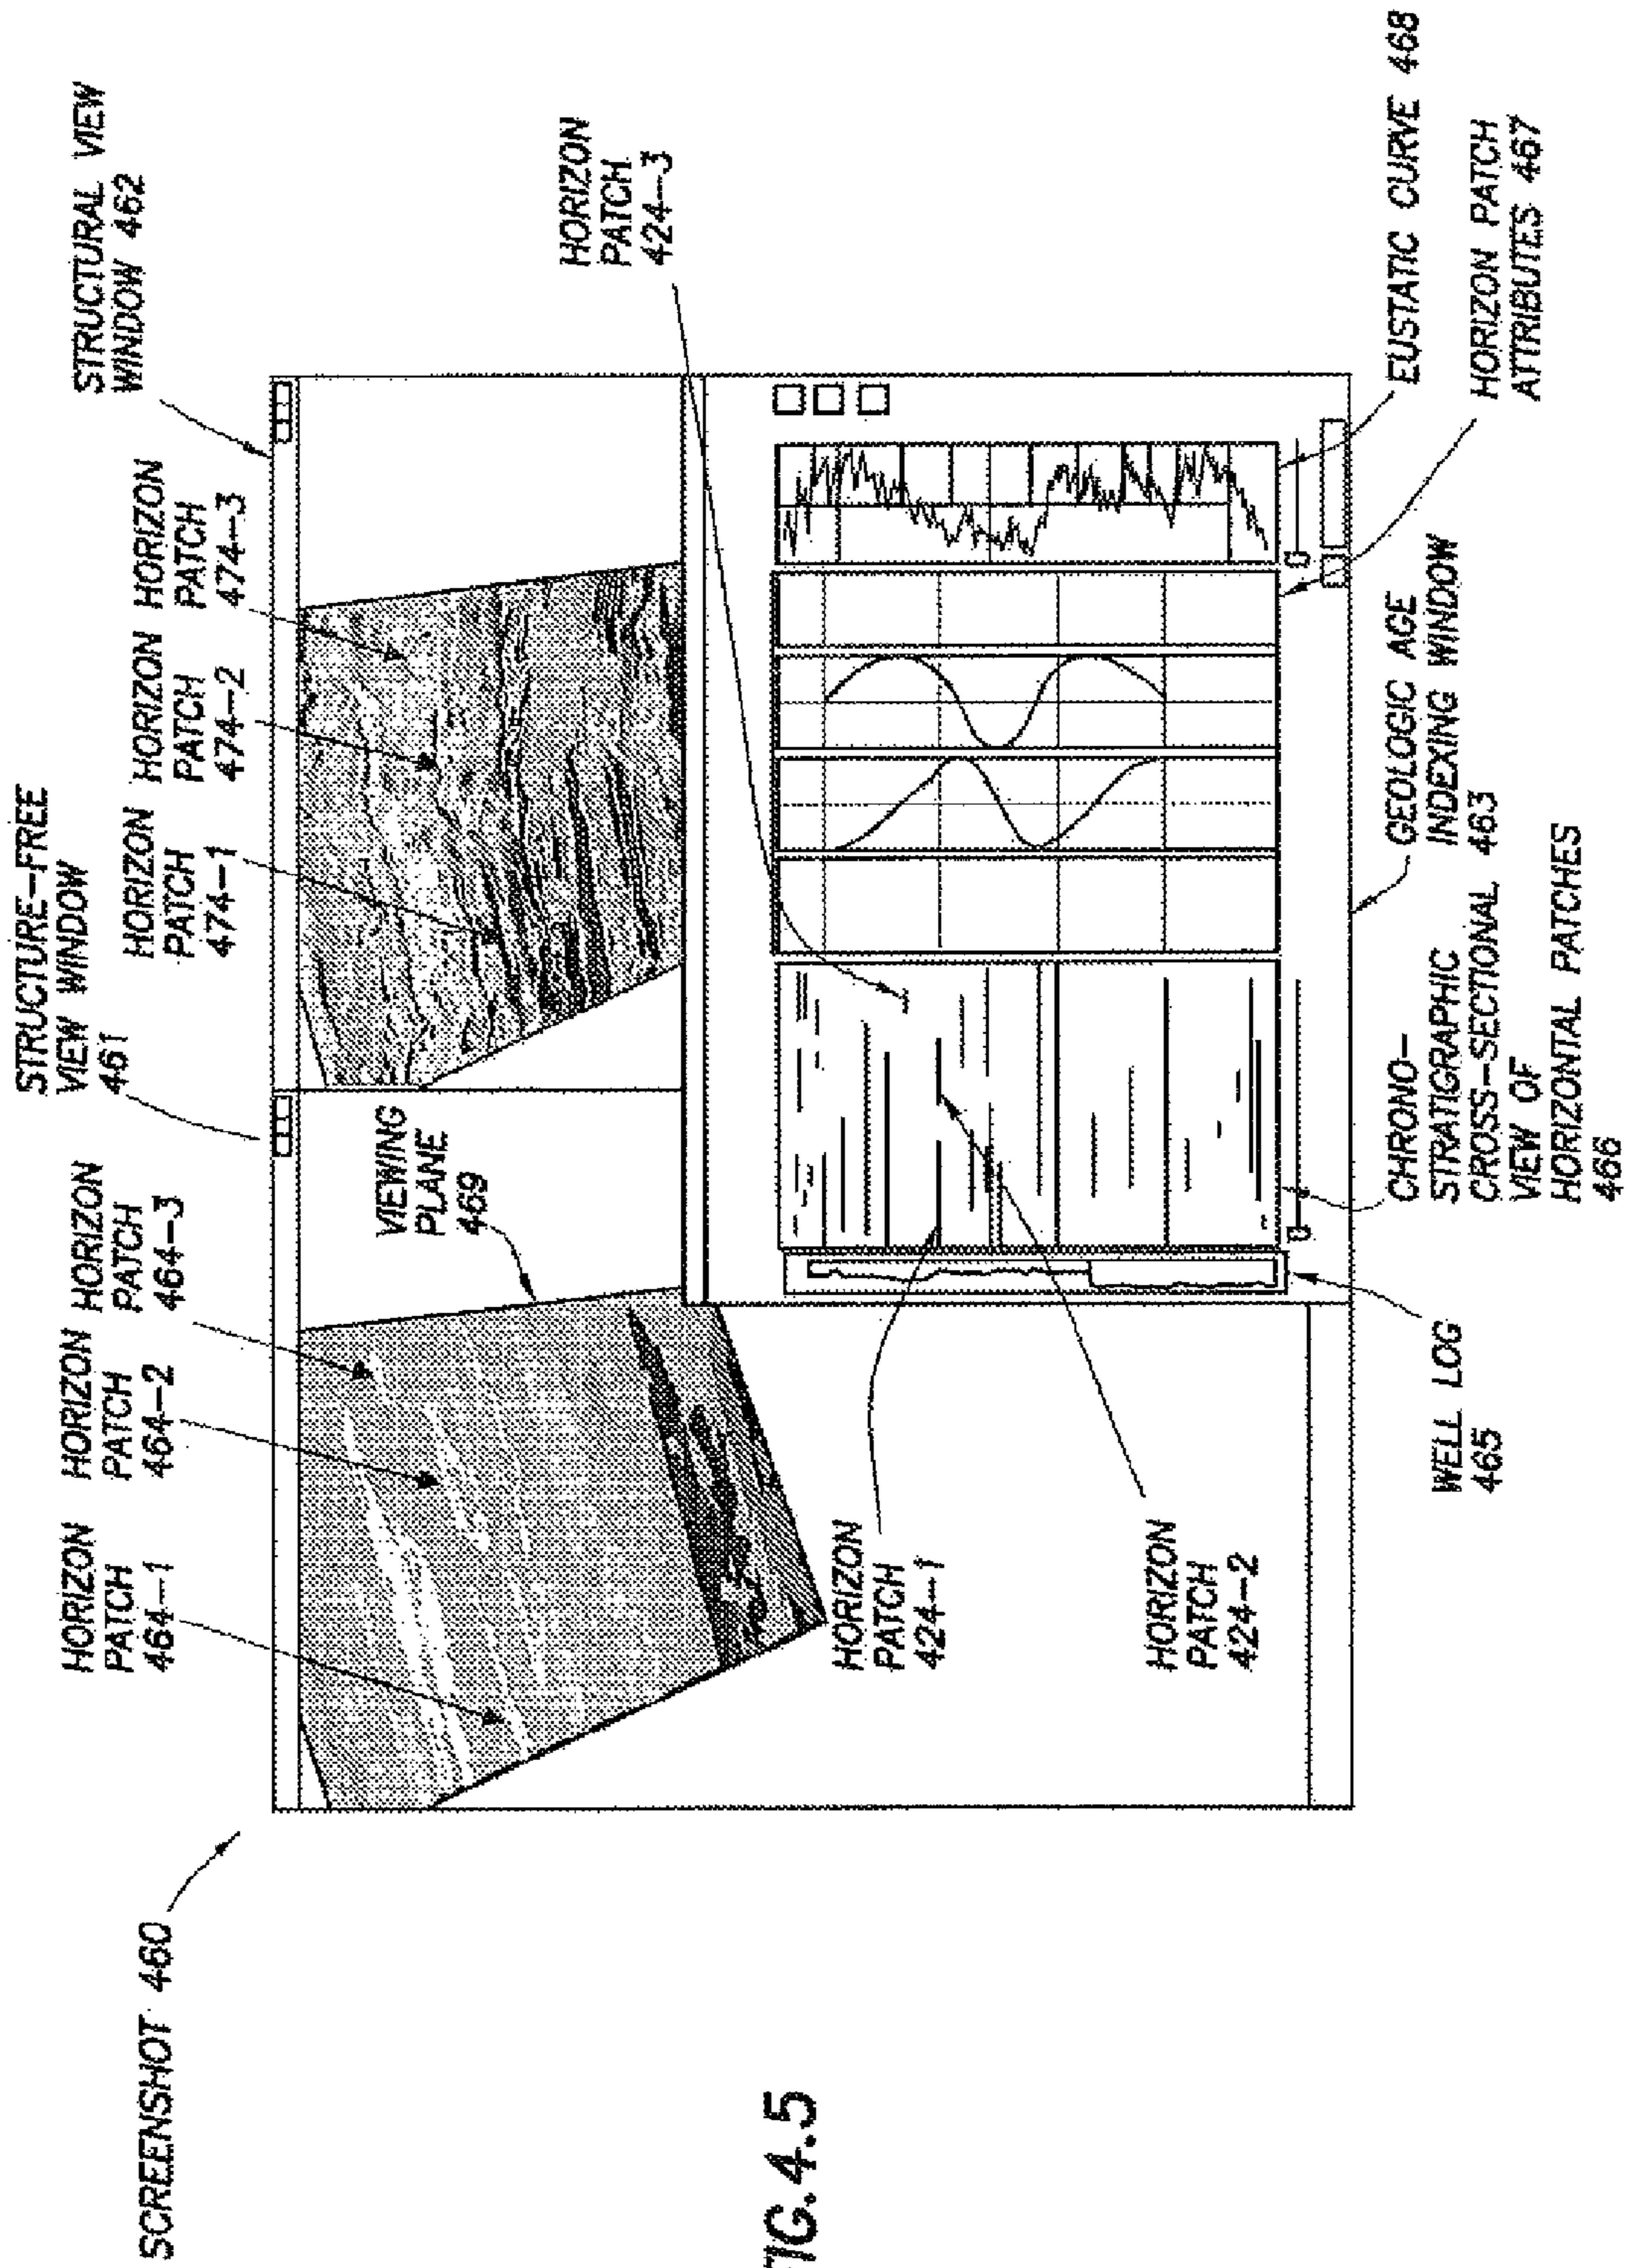 SCREENSHOT 460
STRUCTURE-FREE
VIEW WINDOW
461
STRUCTURAL VIEW
WINDOW 462
HORIZON
PATCH
464-1
HORIZON
PATCH
464-2
HORIZON
PATCH
464-3
HORIZON
PATCH
474-1
HORIZON
PATCH
474-2
HORIZON
PATCH
474-3
VIEWING
PLANE
469
HORIZON
PATCH
424-3
HORIZON
PATCH
424-1
HORIZON
PATCH
424-2
WELL LOG
465
CHRONO-
STRATIGRAPHIC
CROSS-SECTIONAL
VIEW OF
HORIZONTAL PATCHES
466
GEOLOGIC AGE
INDEXING WINDOW
463
EUSTATIC CURVE 468
HORIZON PATCH
ATTRIBUTES 467
FIG.4.5